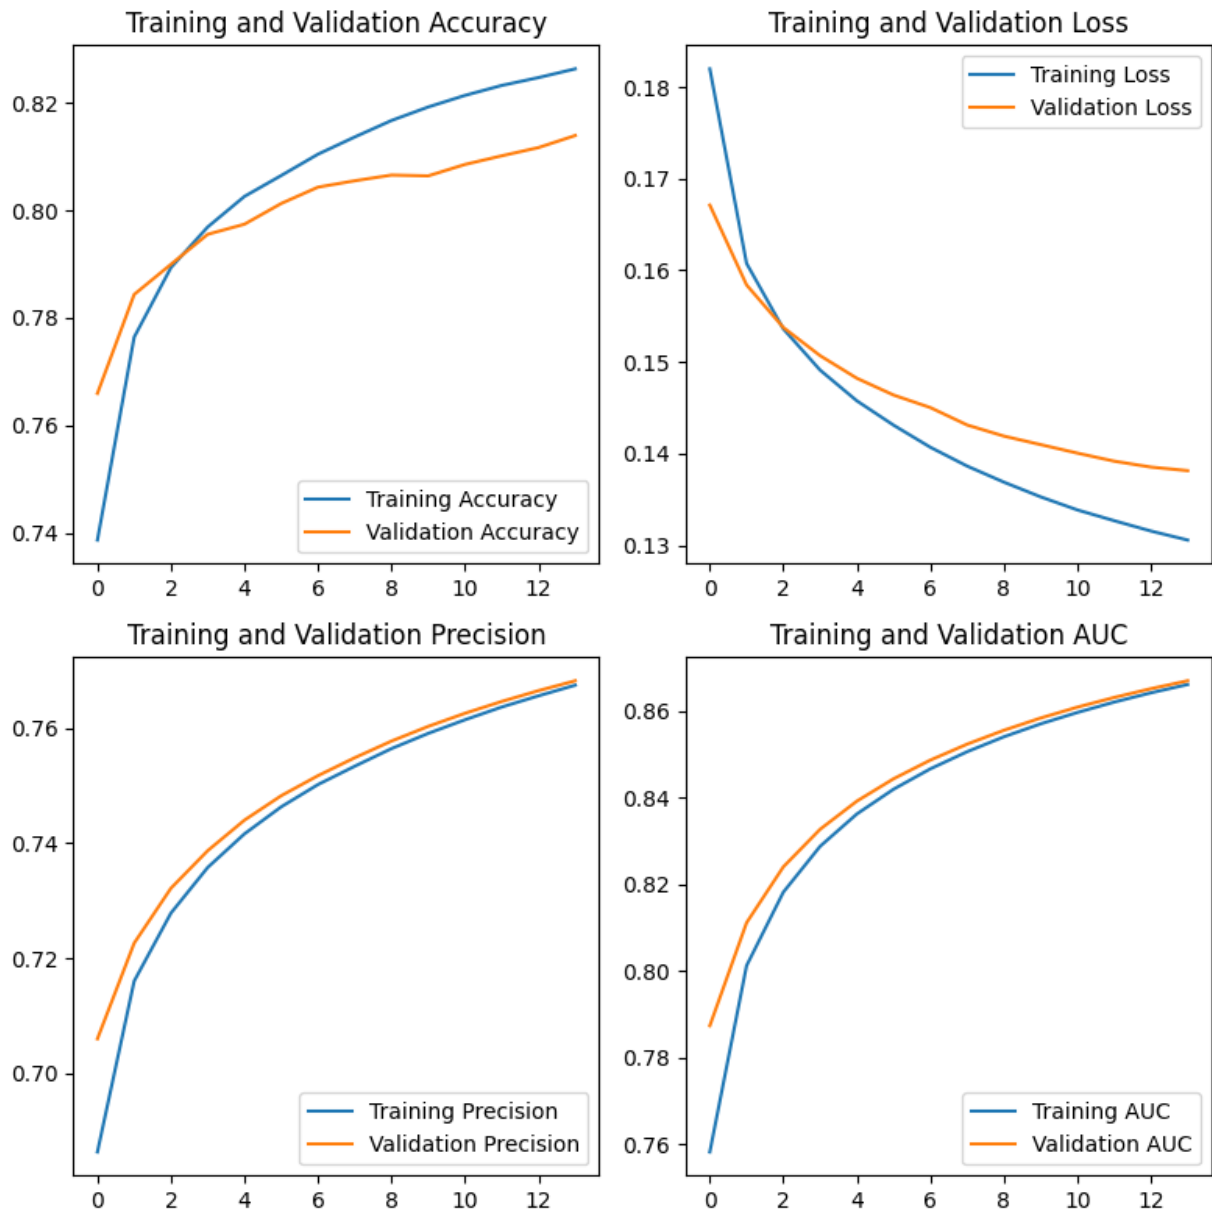 Training and Validation Accuracy
0.82
0.80
0.78
0.76
0.74
0 2 4 6 8 10 12
Training Accuracy
Validation Accuracy
Training and Validation Loss
0.18
0.17
0.16
0.15
0.14
0.13
0 2 4 6 8 10 12
Training Loss
Validation Loss
Training and Validation Precision
0.76
0.74
0.72
0.70
0 2 4 6 8 10 12
Training Precision
Validation Precision
Training and Validation AUC
0.86
0.84
0.82
0.80
0.78
0.76
0 2 4 6 8 10 12
Training AUC
Validation AUC